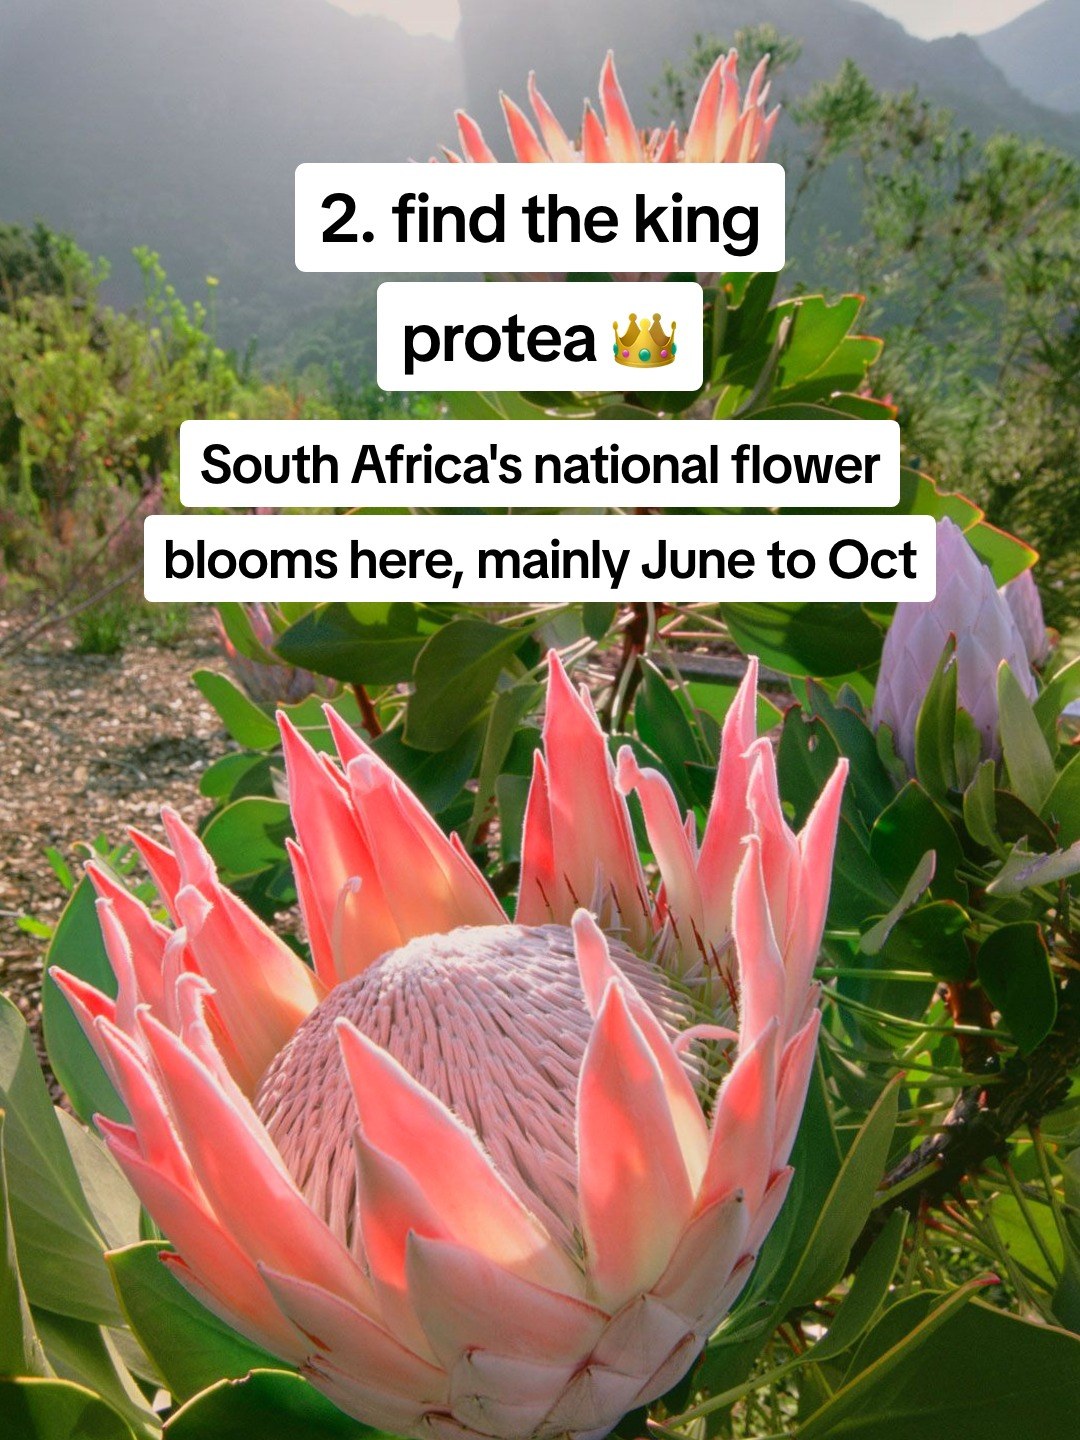 2. find the king
protea 👑
South Africa's national flower
blooms here, mainly June to Oct